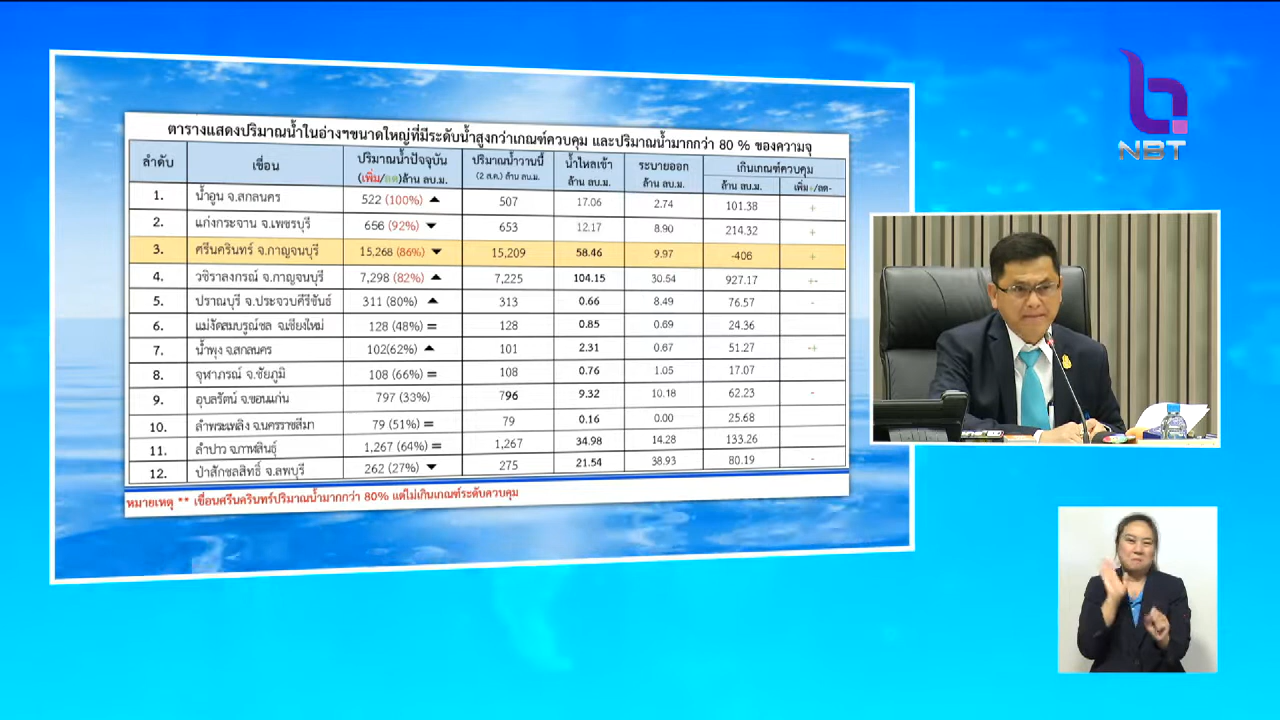 NBT
ตารางแสดงปริมาณน้ำในอ่างฯขนาดใหญ่ที่มีระดับน้ำสูงกว่าเกณฑ์ควบคุม และปริมาณน้ำมากกว่า 80 % ของความจุ
ลำดับ เขื่อน ปริมาณน้ำปัจจุบัน (เพิ่ม/ลด)ล้าน ลบ.ม. ปริมาณน้ำวานนี้ (2 ส.ค.) ล้าน ลบ.ม. น้ำไหลเข้า ล้าน ลบ.ม. ระบายออก ล้าน ลบ.ม. เกินเกณฑ์ควบคุม
ล้าน ลบ.ม. เพิ่ม+/ลด-
1. น้ำอูน จ.สกลนคร 522 (100%) ▲ 507 17.06 2.74 101.38 +
2. แก่งกระจาน จ.เพชรบุรี 656 (92%) ▼ 653 12.17 8.90 214.32 +
3. ศรีนครินทร์ จ.กาญจนบุรี 15,268 (86%) ▼ 15,209 58.46 9.97 -406 +
4. วชิราลงกรณ์ จ.กาญจนบุรี 7,298 (82%) ▲ 7,225 104.15 30.54 927.17 +-
5. ปราณบุรี จ.ประจวบคีรีขันธ์ 311 (80%) ▲ 313 0.66 8.49 76.57 -
6. แม่งัดสมบูรณ์ชล จ.เชียงใหม่ 128 (48%) = 128 0.85 0.69 24.36
7. น้ำพุง จ.สกลนคร 102(62%) ▲ 101 2.31 0.67 51.27 -+
8. จุฬาภรณ์ จ.ชัยภูมิ 108 (66%) = 108 0.76 1.05 17.07
9. อุบลรัตน์ จ.ขอนแก่น 797 (33%) 796 9.32 10.18 62.23 -
10. ลำพระเพลิง จ.นครราชสีมา 79 (51%) = 79 0.16 0.00 25.68
11. ลำปาว จ.กาฬสินธุ์ 1,267 (64%) = 1,267 34.98 14.28 133.26
12. ป่าสักชลสิทธิ์ จ.ลพบุรี 262 (27%) ▼ 275 21.54 38.93 80.19 -
หมายเหตุ ** เขื่อนศรีนครินทร์ปริมาณน้ำมากกว่า 80% แต่ไม่เกินเกณฑ์ระดับควบคุม